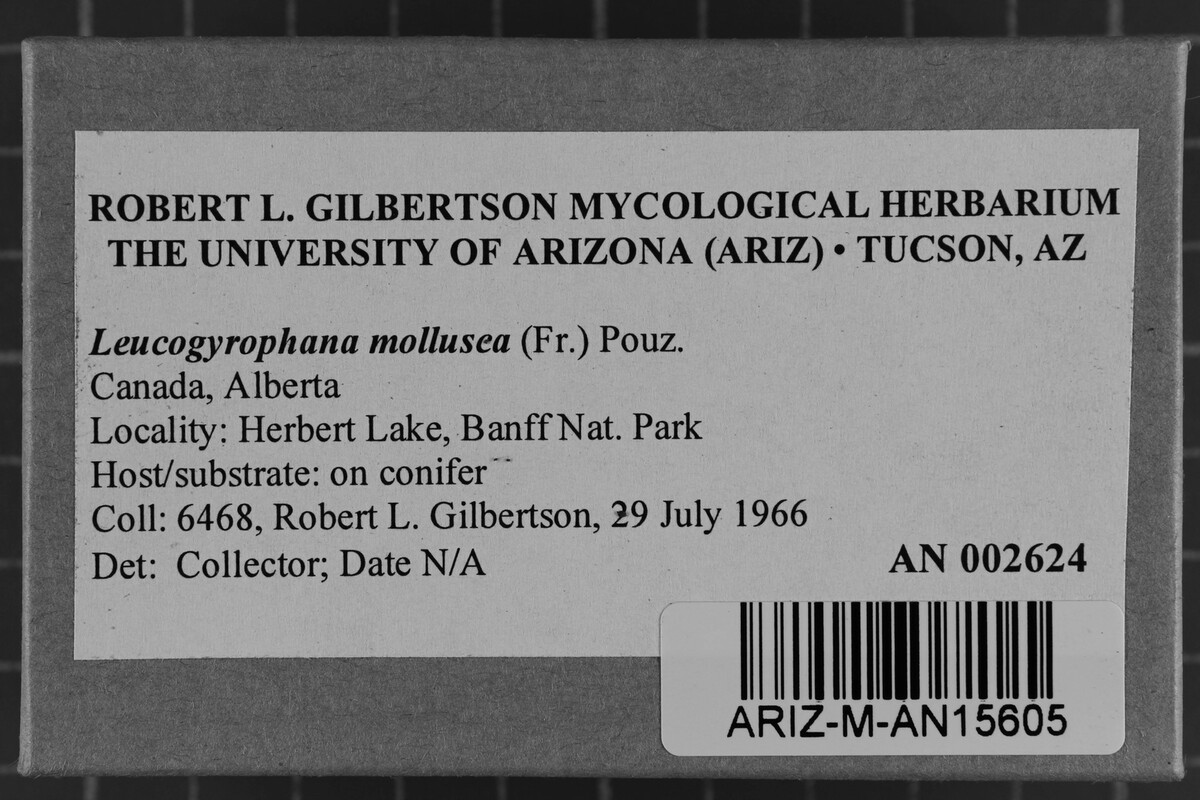 ROBERT L. GILBERTSON MYCOLOGICAL HERBARIUM
THE UNIVERSITY OF ARIZONA (ARIZ) • TUCSON, AZ
Leucogyrophana mollusea (Fr.) Pouz.
Canada, Alberta
Locality: Herbert Lake, Banff Nat. Park
Host/substrate: on conifer
Coll: 6468, Robert L. Gilbertson, 29 July 1966
Det: Collector; Date N/A
AN 002624
ARIZ-M-AN15605